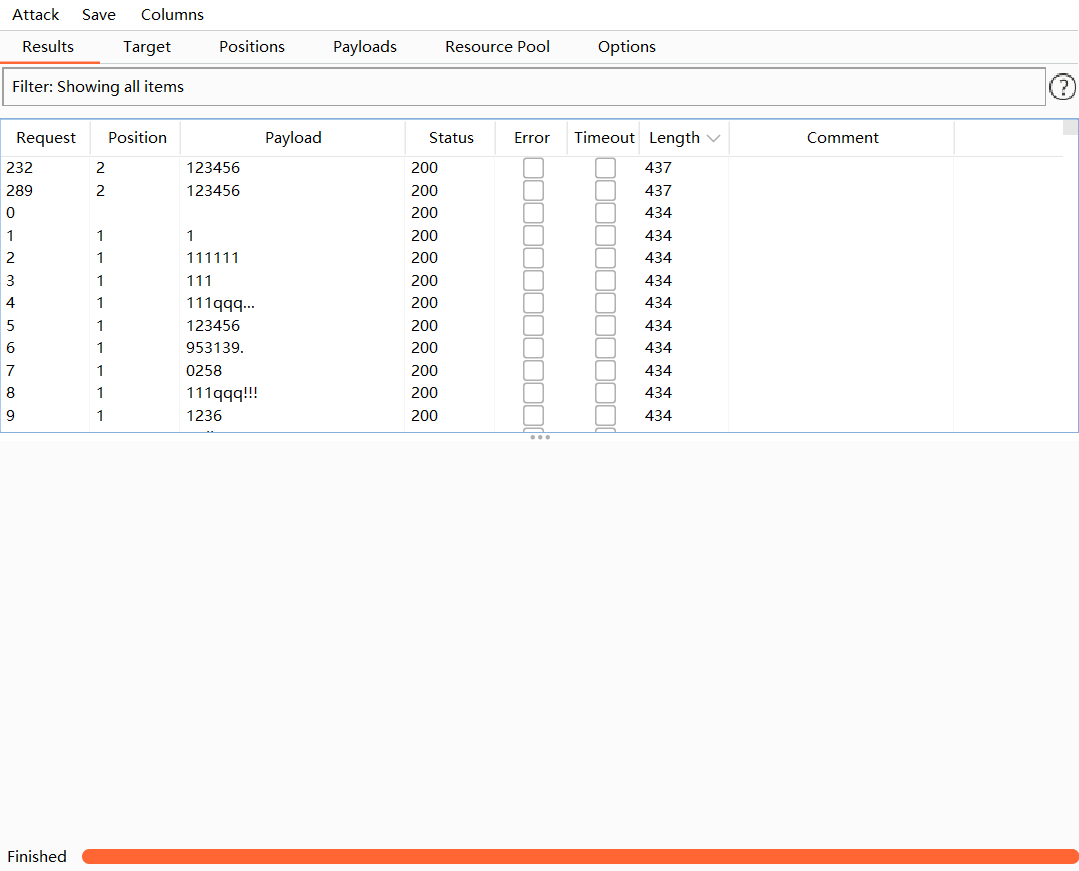 Attack Save Columns
Results Target Positions Payloads Resource Pool Options
Filter: Showing all items ?
Request Position Payload Status Error Timeout Length Comment
232 2 123456 200 437
289 2 123456 200 437
0 200 434
1 1 1 200 434
2 1 111111 200 434
3 1 111 200 434
4 1 111qqq... 200 434
5 1 123456 200 434
6 1 953139. 200 434
7 1 0258 200 434
8 1 111qqq!!! 200 434
9 1 1236 200 434
Finished